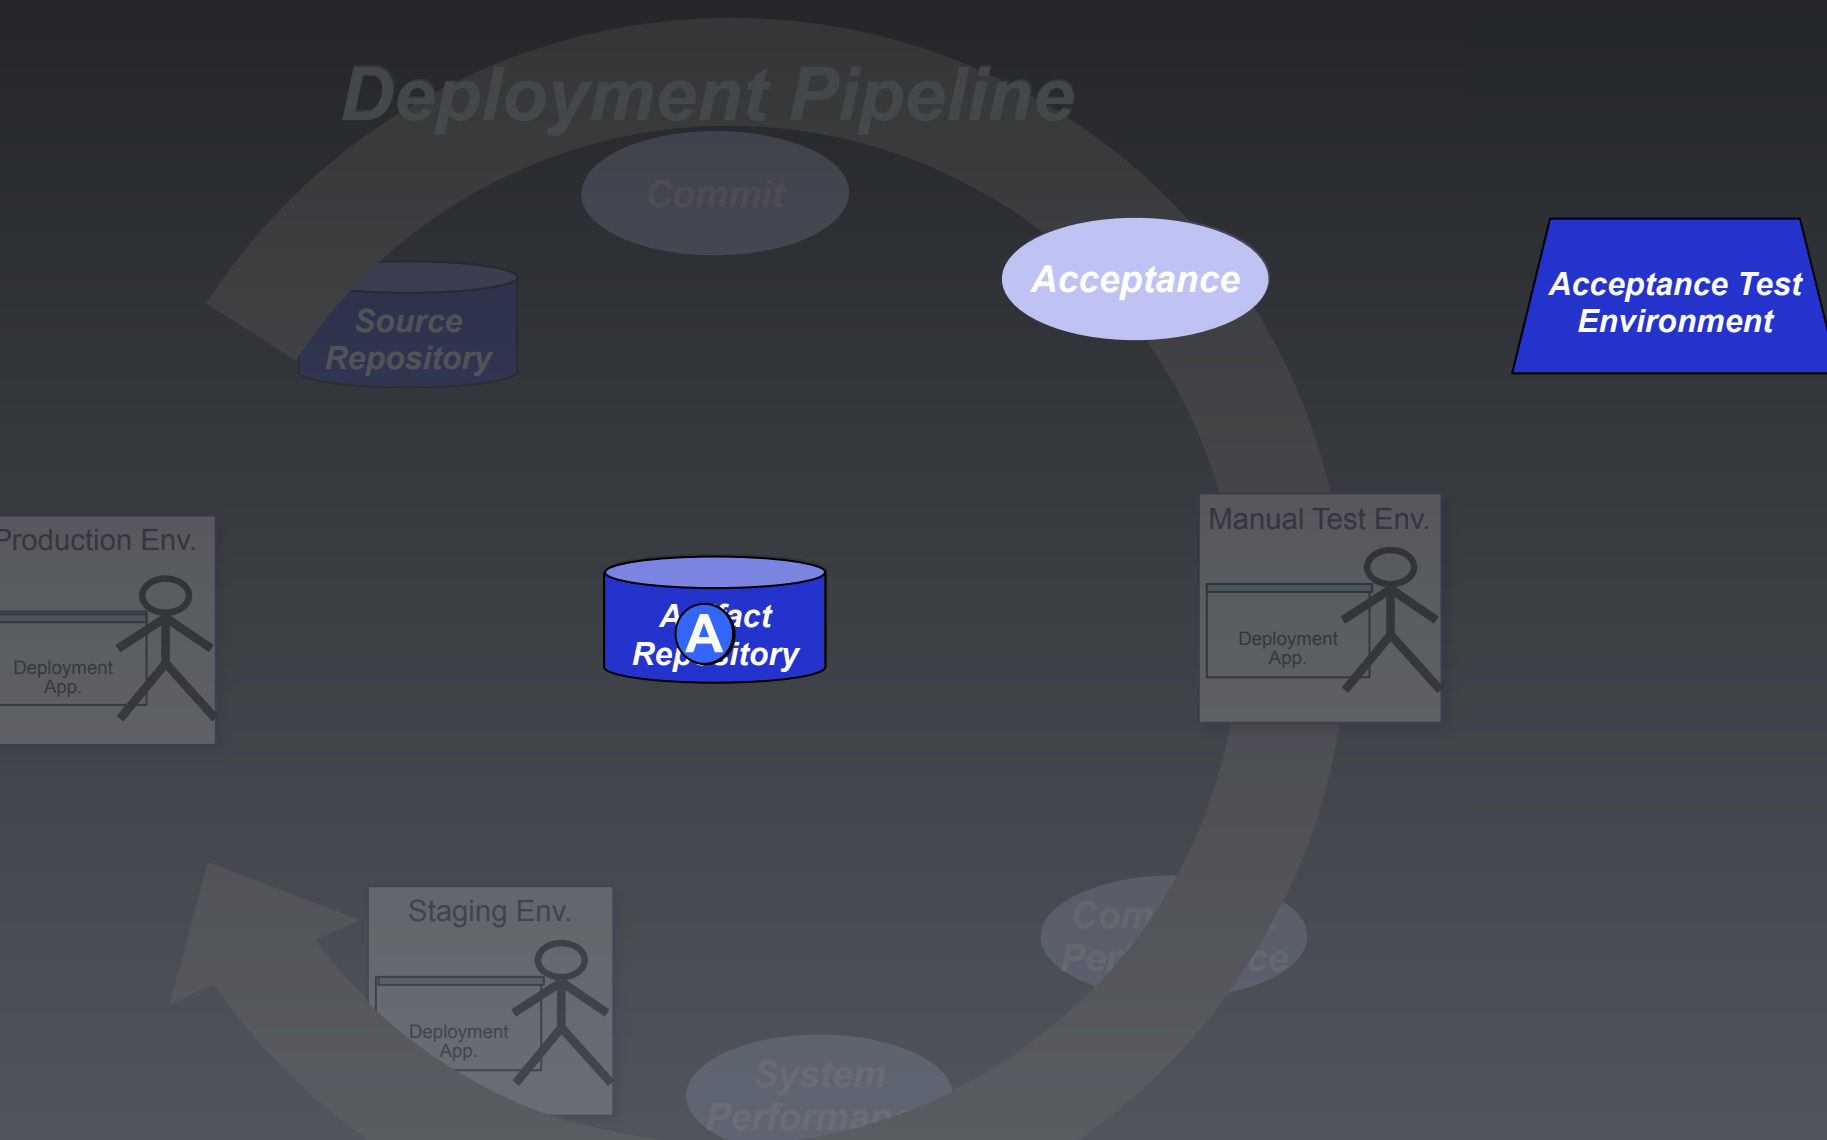 Deployment Pipeline
Commit
Acceptance
Acceptance Test
Environment
Source
Repository
Production Env.
Deployment
App.
A
Manual Test Env.
Deployment
App.
Staging Env.
Deployment
App.
System